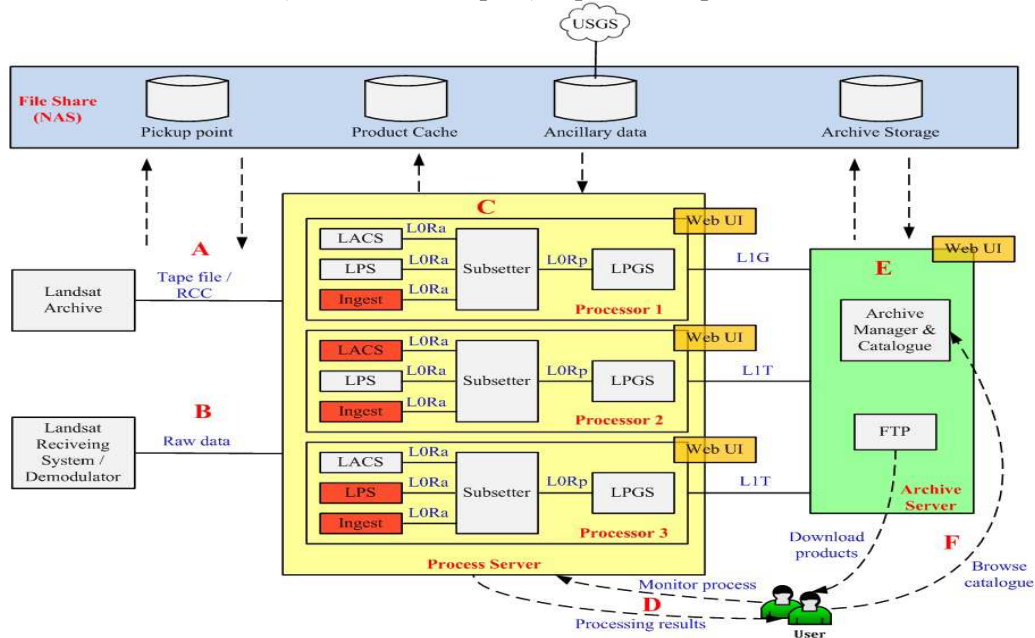 USGS
File Share
(NAS)
Pickup point
Product Cache
Ancillary data
Archive Storage
A
Tape file /
RCC
Landsat
Archive
B
Raw data
Landsat
Reciveing
System /
Demodulator
C
Web UI
LACS
L0Ra
LPS
L0Ra
Ingest
L0Ra
Subsetter
L0Rp
LPGS
Processor 1
L1G
Web UI
LACS
L0Ra
LPS
L0Ra
Ingest
L0Ra
Subsetter
L0Rp
LPGS
Processor 2
L1T
Web UI
LACS
L0Ra
LPS
L0Ra
Ingest
L0Ra
Subsetter
L0Rp
LPGS
Processor 3
L1T
Process Server
Web UI
E
Archive
Manager &
Catalogue
FTP
Archive
Server
Download
products
F
Browse
catalogue
Monitor process
D
Processing results
User